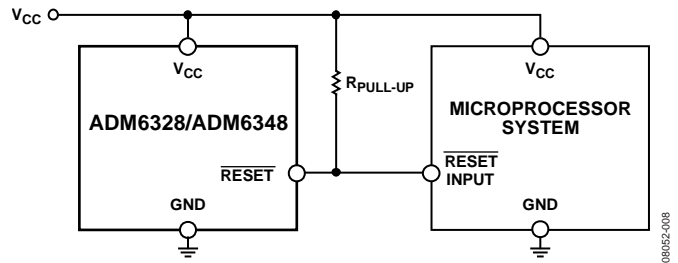 VCC
VCC
ADM6328/ADM6348
RESET
GND
RPULL-UP
VCC
MICROPROCESSOR
SYSTEM
RESET
INPUT
GND
08052-008